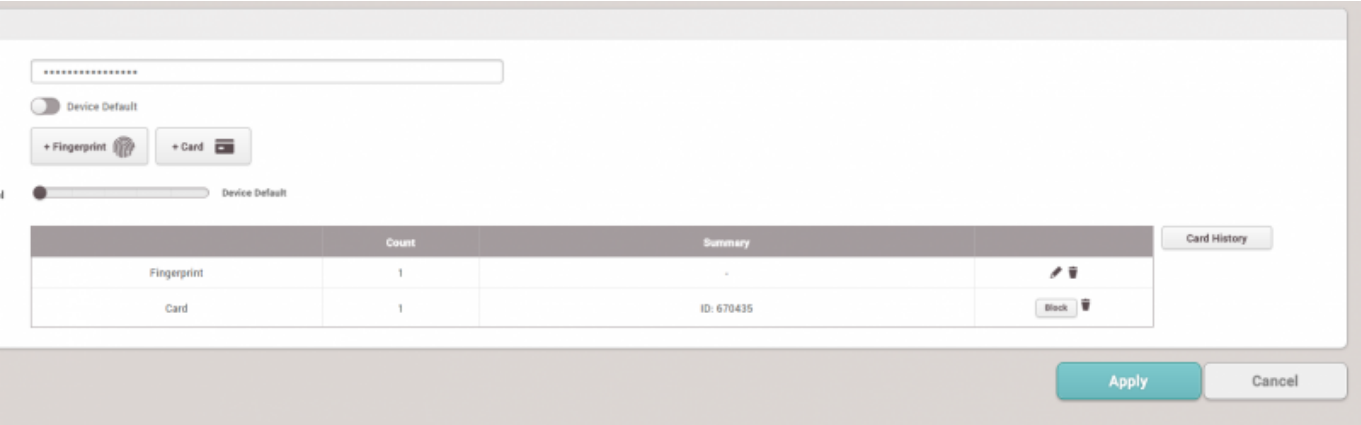 ••••••••••••••••
Device Default
+ Fingerprint
+ Card
Device Default
Count Summary
Card History
Fingerprint 1 -
Card 1 ID: 670435 Block
Apply Cancel